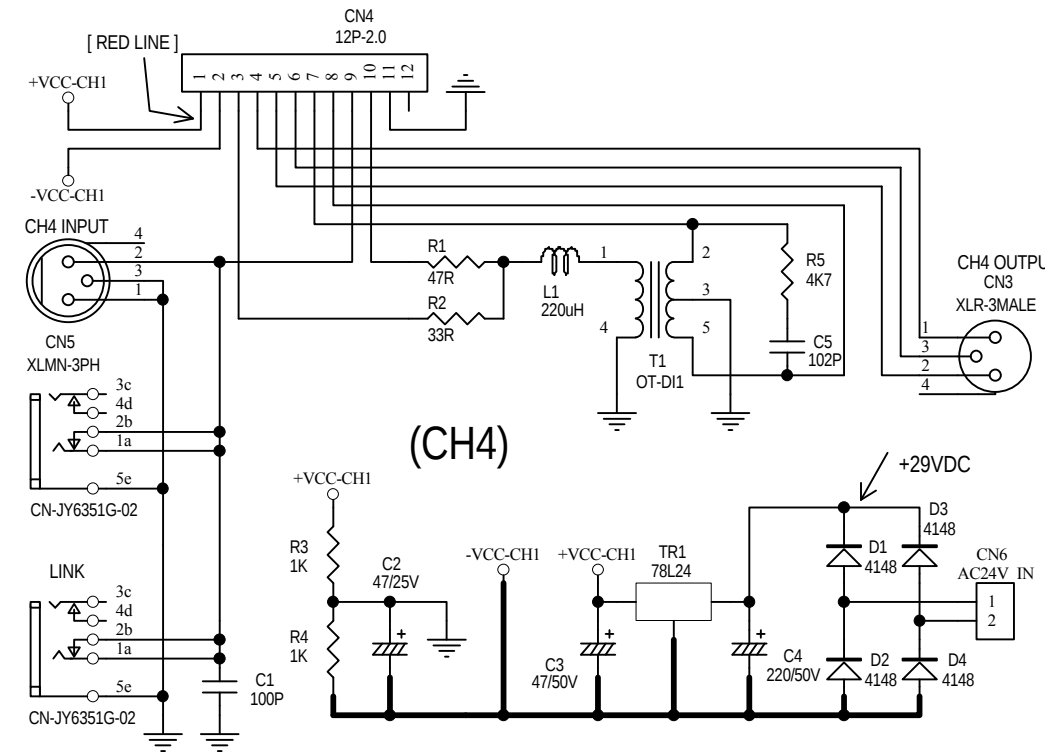 CN4
12P-2.0
[ RED LINE ]
1 2 3 4 5 6 7 8 9 10 11 12
+VCC-CH1
-VCC-CH1
CH4 INPUT
4
2
3
1
CN5
XLMN-3PH
R1
47R
R2
33R
L1
220uH
1
4
2
3
5
T1
OT-DI1
R5
4K7
C5
102P
CH4 OUTPU
CN3
XLR-3MALE
1
3
2
4
3c
4d
2b
1a
5e
CN-JY6351G-02
(CH4)
LINK
3c
4d
2b
1a
5e
CN-JY6351G-02
C1
100P
+VCC-CH1
R3
1K
R4
1K
C2
47/25V
+
-VCC-CH1
+VCC-CH1
TR1
78L24
+
C3
47/50V
+
C4
220/50V
+29VDC
D1
4148
D3
4148
D2
4148
D4
4148
CN6
AC24V IN
1
2